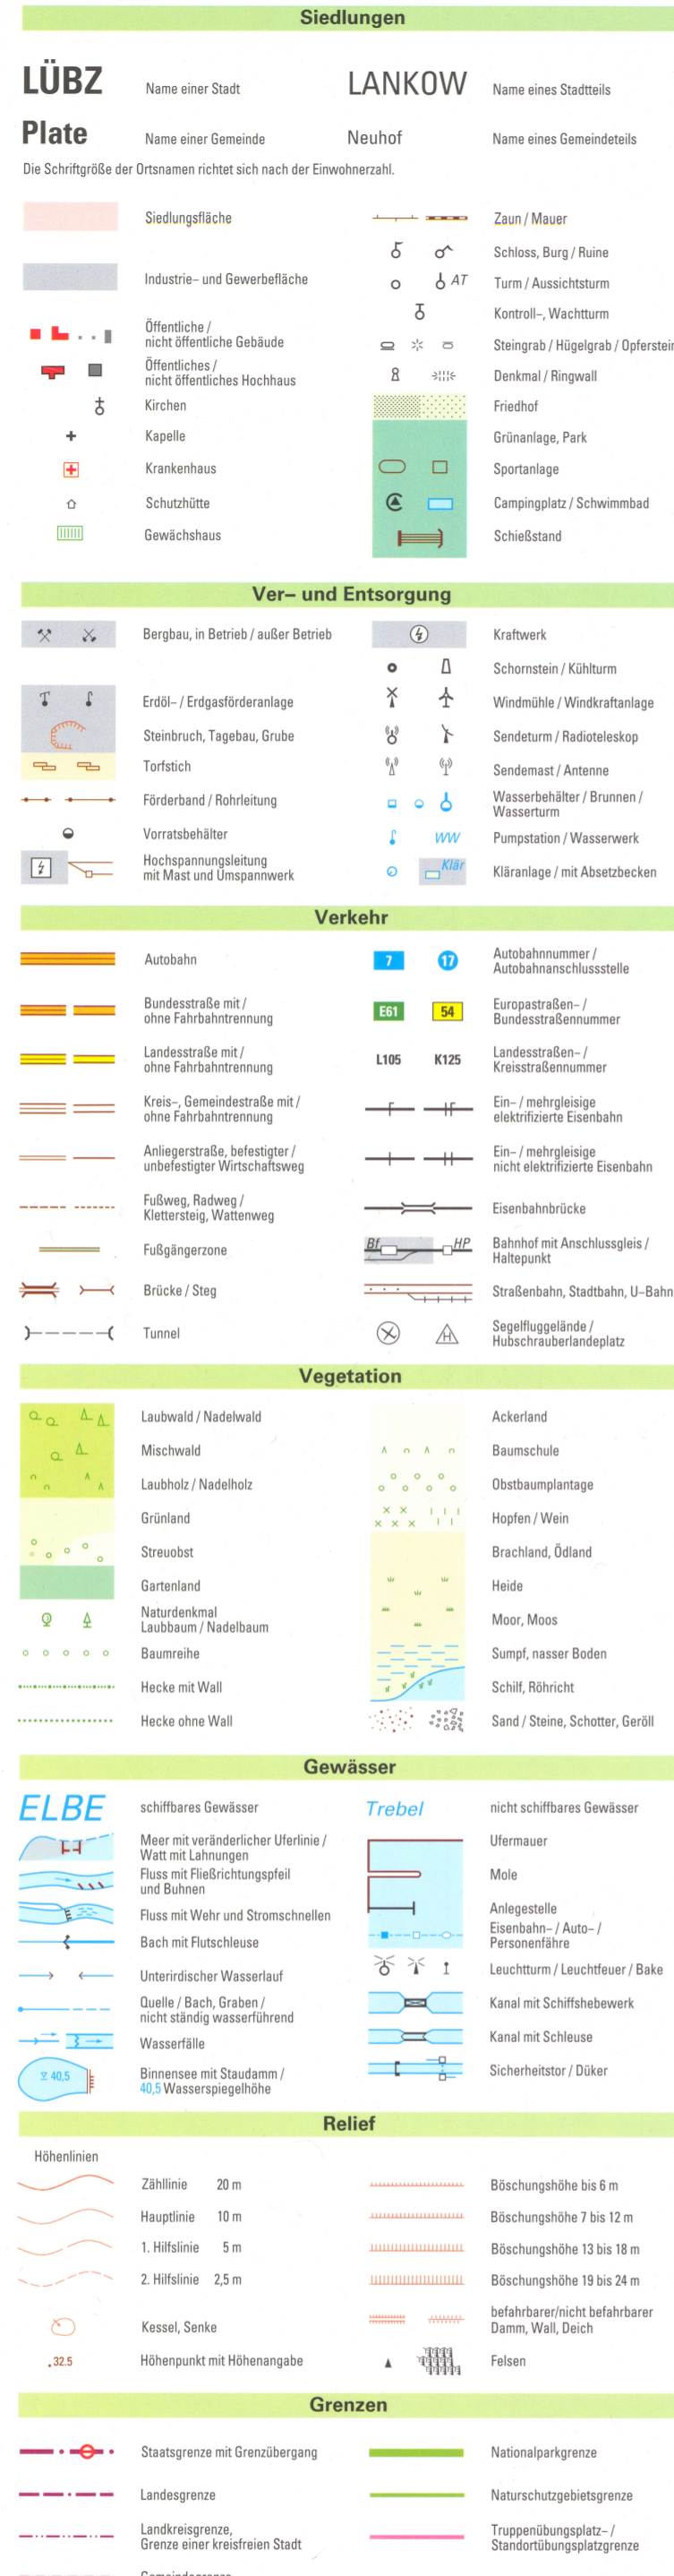 Siedlungen
LÜBZ Name einer Stadt
LANKOW Name eines Stadtteils
Plate Name einer Gemeinde
Neuhof Name eines Gemeindeteils
Die Schriftgröße der Ortsnamen richtet sich nach der Einwohnerzahl.
Siedlungsfläche
Industrie– und Gewerbefläche
Öffentliche /
nicht öffentliche Gebäude
Öffentliches /
nicht öffentliches Hochhaus
Kirchen
Kapelle
Krankenhaus
Schutzhütte
Gewächshaus
Zaun / Mauer
Schloss, Burg / Ruine
AT Turm / Aussichtsturm
Kontroll–, Wachtturm
Steingrab / Hügelgrab / Opferstein
Denkmal / Ringwall
Friedhof
Grünanlage, Park
Sportanlage
Campingplatz / Schwimmbad
Schießstand
Ver– und Entsorgung
Bergbau, in Betrieb / außer Betrieb
Erdöl– / Erdgasförderanlage
Steinbruch, Tagebau, Grube
Torfstich
Förderband / Rohrleitung
Vorratsbehälter
Hochspannungsleitung
mit Mast und Umspannwerk
Kraftwerk
Schornstein / Kühlturm
Windmühle / Windkraftanlage
Sendeturm / Radioteleskop
Sendemast / Antenne
Wasserbehälter / Brunnen /
Wasserturm
WW Pumpstation / Wasserwerk
Klär Kläranlage / mit Absetzbecken
Verkehr
Autobahn
Bundesstraße mit /
ohne Fahrbahntrennung
Landesstraße mit /
ohne Fahrbahntrennung
Kreis–, Gemeindestraße mit /
ohne Fahrbahntrennung
Anliegerstraße, befestigter /
unbefestigter Wirtschaftsweg
Fußweg, Radweg /
Klettersteig, Wattenweg
Fußgängerzone
Brücke / Steg
Tunnel
7 17 Autobahnnummer /
Autobahnanschlussstelle
E61 54 Europastraßen– /
Bundesstraßennummer
L105 K125 Landesstraßen– /
Kreisstraßennummer
Ein– / mehrgleisige
elektrifizierte Eisenbahn
Ein– / mehrgleisige
nicht elektrifizierte Eisenbahn
Eisenbahnbrücke
Bf HP Bahnhof mit Anschlussgleis /
Haltepunkt
Straßenbahn, Stadtbahn, U–Bahn
H Segelfluggelände /
Hubschrauberlandeplatz
Vegetation
Laubwald / Nadelwald
Mischwald
Laubholz / Nadelholz
Grünland
Streuobst
Gartenland
Naturdenkmal
Laubbaum / Nadelbaum
Baumreihe
Hecke mit Wall
Hecke ohne Wall
Ackerland
Baumschule
Obstbaumplantage
Hopfen / Wein
Brachland, Ödland
Heide
Moor, Moos
Sumpf, nasser Boden
Schilf, Röhricht
Sand / Steine, Schotter, Geröll
Gewässer
ELBE schiffbares Gewässer
Meer mit veränderlicher Uferlinie /
Watt mit Lahnungen
Fluss mit Fließrichtungspfeil
und Buhnen
Fluss mit Wehr und Stromschnellen
Bach mit Flutschleuse
Unterirdischer Wasserlauf
Quelle / Bach, Graben /
nicht ständig wasserführend
Wasserfälle
40,5 Binnensee mit Staudamm /
40,5 Wasserspiegelhöhe
Trebel nicht schiffbares Gewässer
Ufermauer
Mole
Anlegestelle
Eisenbahn– / Auto– /
Personenfähre
Leuchtturm / Leuchtfeuer / Bake
Kanal mit Schiffshebewerk
Kanal mit Schleuse
Sicherheitstor / Düker
Relief
Höhenlinien
Zähllinie 20 m
Hauptlinie 10 m
1. Hilfslinie 5 m
2. Hilfslinie 2,5 m
Kessel, Senke
.32.5 Höhenpunkt mit Höhenangabe
Böschungshöhe bis 6 m
Böschungshöhe 7 bis 12 m
Böschungshöhe 13 bis 18 m
Böschungshöhe 19 bis 24 m
befahrbarer/nicht befahrbarer
Damm, Wall, Deich
Felsen
Grenzen
Staatsgrenze mit Grenzübergang
Landesgrenze
Landkreisgrenze,
Grenze einer kreisfreien Stadt
Nationalparkgrenze
Naturschutzgebietsgrenze
Truppenübungsplatz– /
Standortübungsplatzgrenze